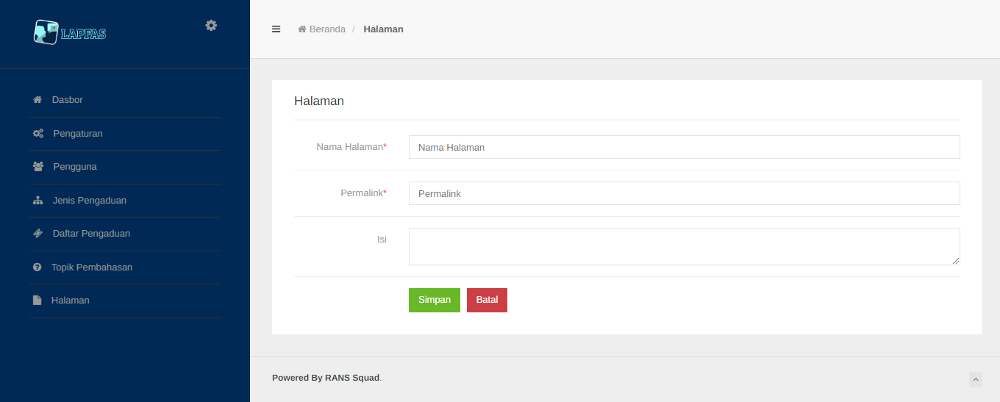 LAPFAS
Beranda / Halaman
Dasbor
Pengaturan
Pengguna
Jenis Pengaduan
Daftar Pengaduan
Topik Pembahasan
Halaman
Halaman
Nama Halaman* Nama Halaman
Permalink* Permalink
Isi
Simpan Batal
Powered By RANS Squad.